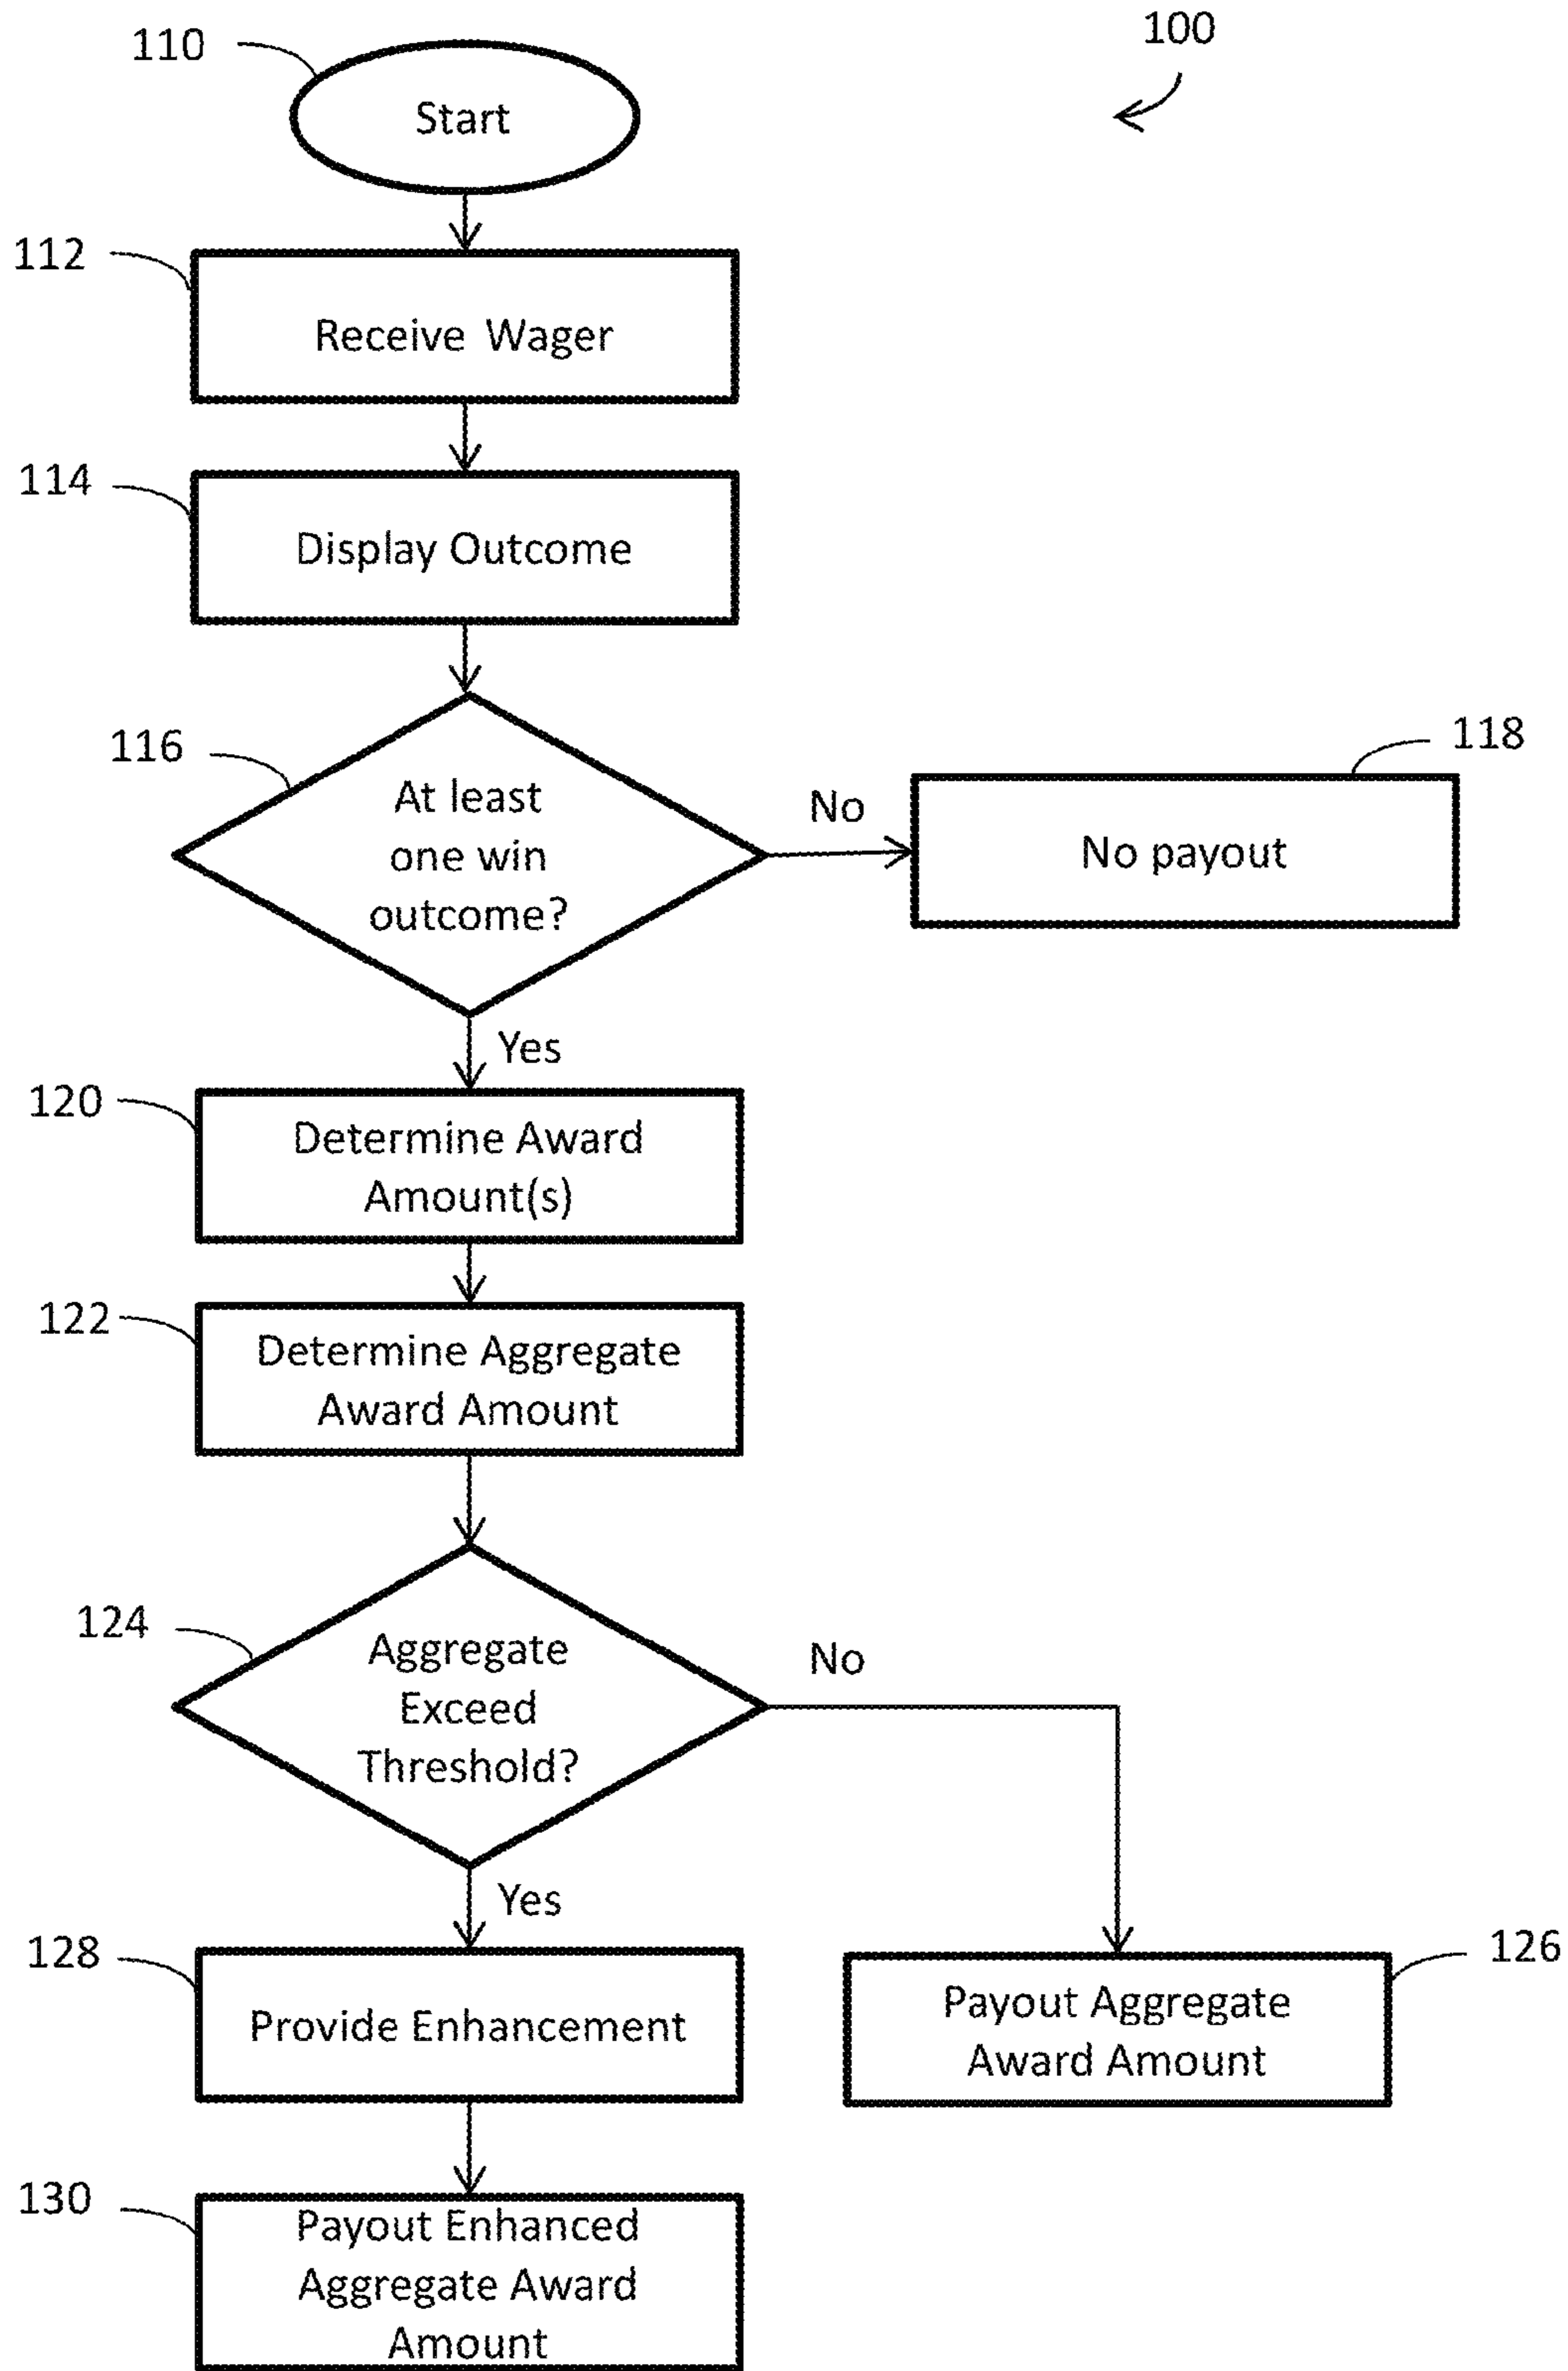 110
Start
100
112
Receive Wager
114
Display Outcome
116
At least
one win
outcome?
No
118
No payout
Yes
120
Determine Award
Amount(s)
122
Determine Aggregate
Award Amount
124
Aggregate
Exceed
Threshold?
No
Yes
128
Provide Enhancement
126
Payout Aggregate
Award Amount
130
Payout Enhanced
Aggregate Award
Amount